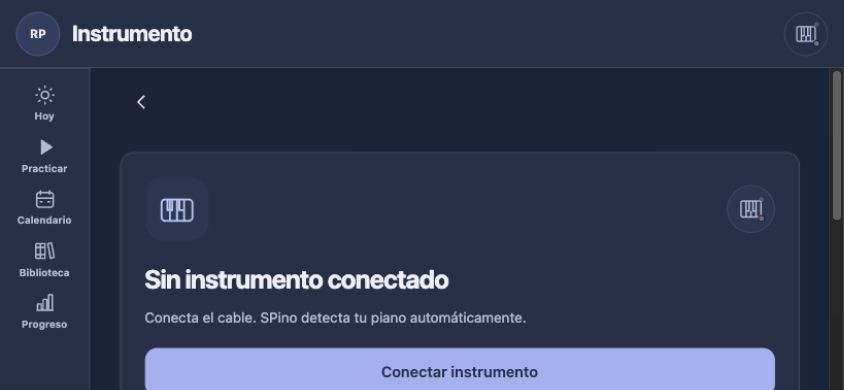 RP
Instrumento
Hoy
Practicar
Calendario
Biblioteca
Progreso
Sin instrumento conectado
Conecta el cable. SPino detecta tu piano automáticamente.
Conectar instrumento